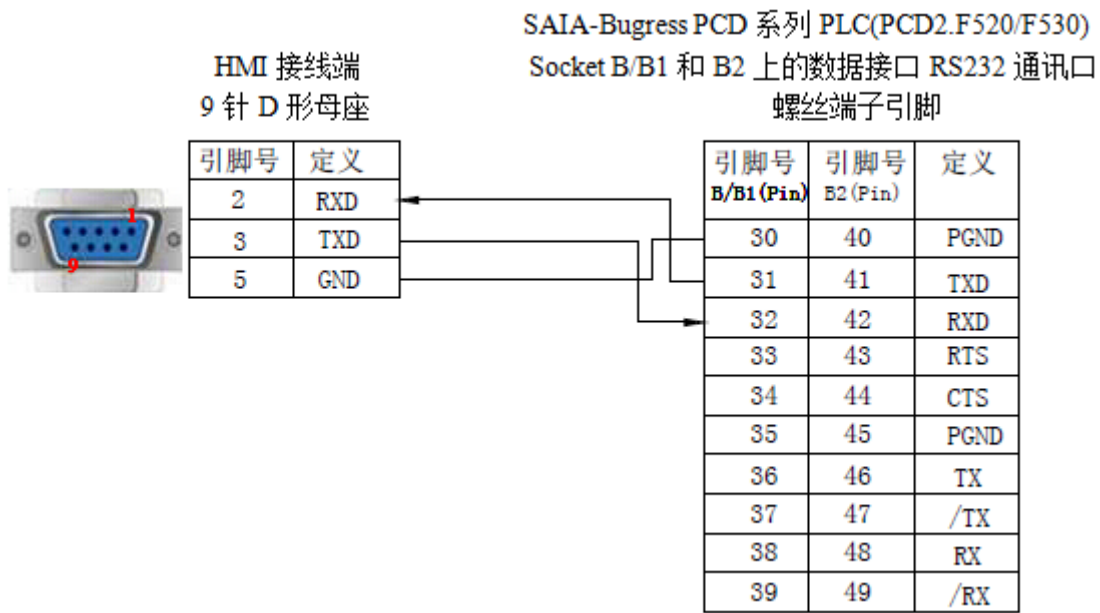 SAIA-Bugress PCD 系列 PLC(PCD2.F520/F530)
HMI 接线端
Socket B/B1 和 B2 上的数据接口 RS232 通讯口
9 针 D 形母座
螺丝端子引脚
引脚号 定义
2 RXD
3 TXD
5 GND
1
9
引脚号 引脚号 定义
B/B1(Pin) B2(Pin)
30 40 PGND
31 41 TXD
32 42 RXD
33 43 RTS
34 44 CTS
35 45 PGND
36 46 TX
37 47 /TX
38 48 RX
39 49 /RX